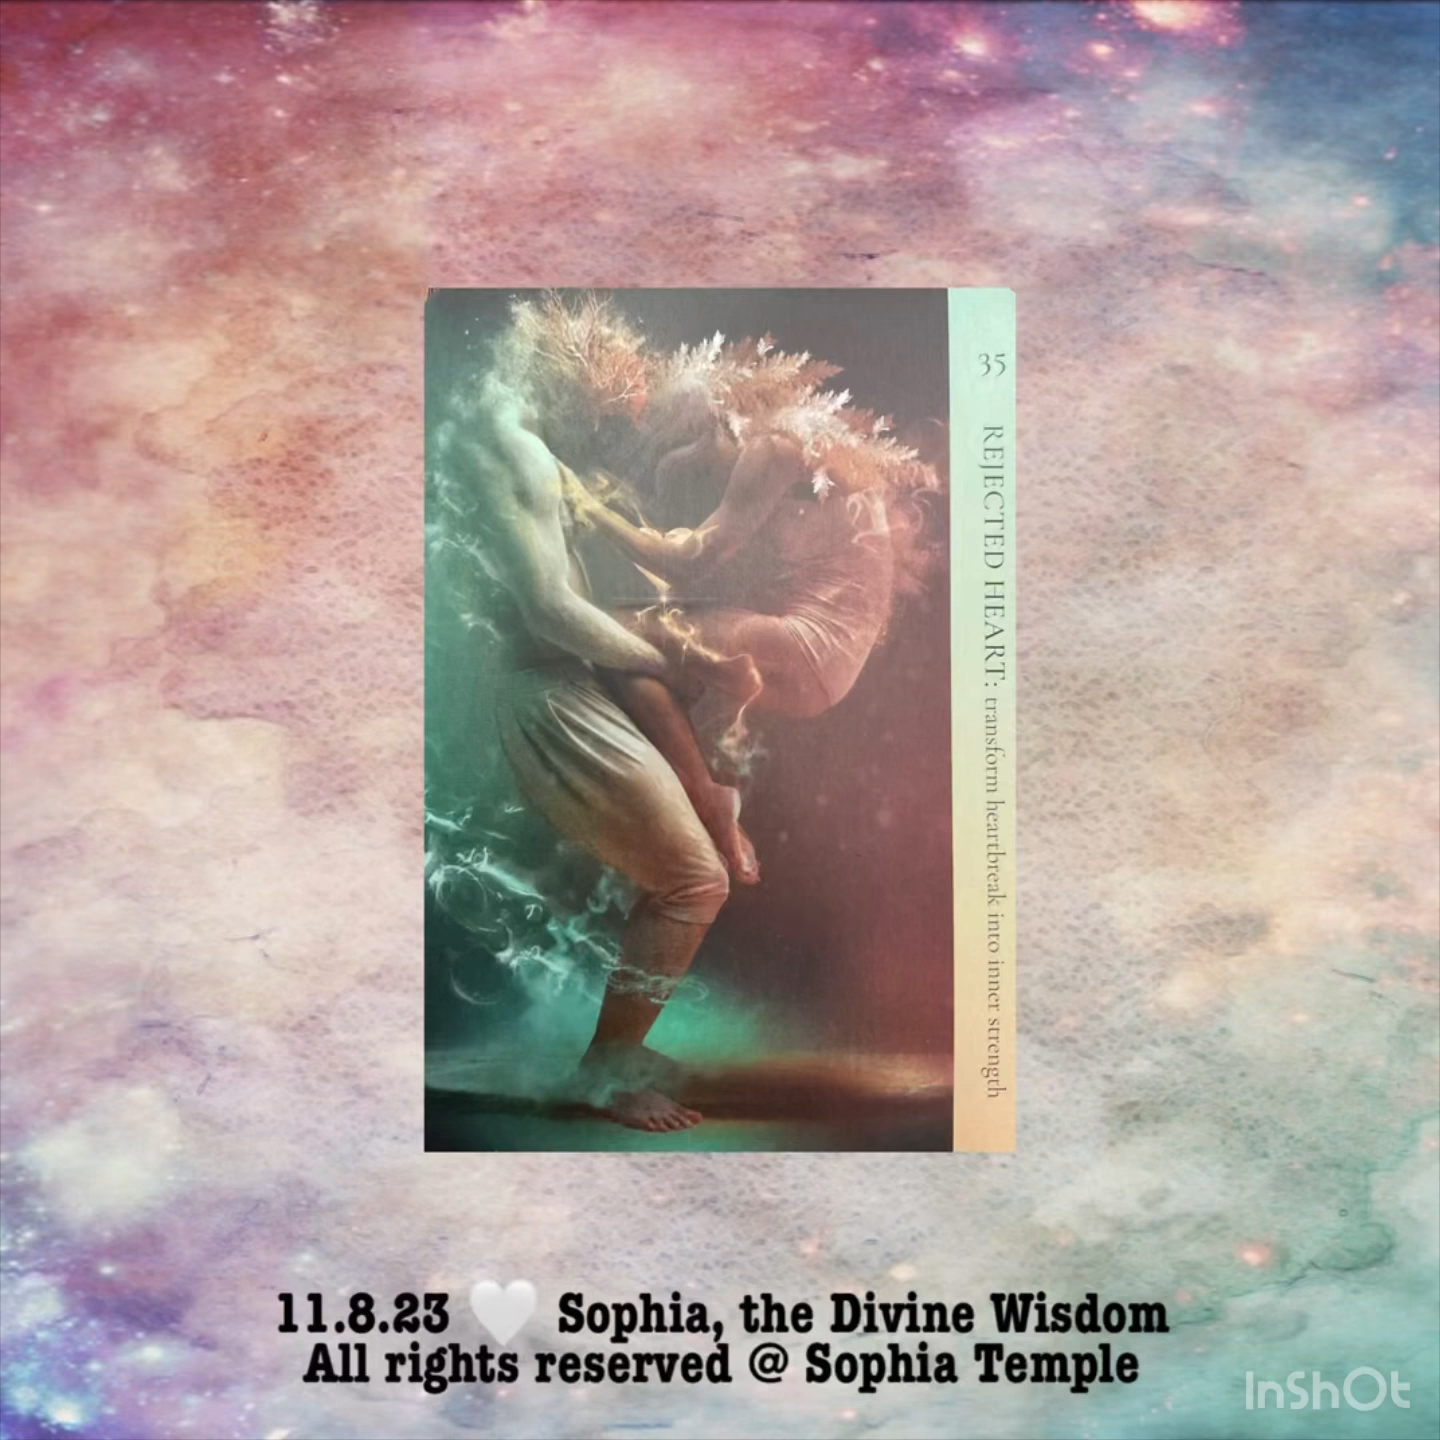 35 REJECTED HEART: transform heartbreak into inner strength
11.8.23 🤍 Sophia, the Divine Wisdom
All rights reserved @ Sophia Temple
InShOt